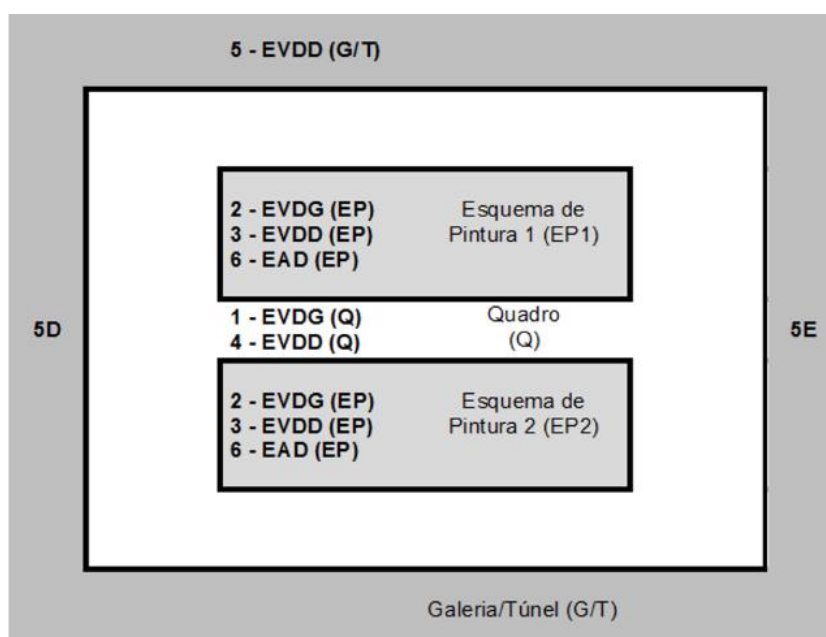 5 - EVDD (G/T)
2 - EVDG (EP) Esquema de
3 - EVDD (EP) Pintura 1 (EP1)
6 - EAD (EP)
5D
1 - EVDG (Q) Quadro
4 - EVDD (Q) (Q)
5E
2 - EVDG (EP) Esquema de
3 - EVDD (EP) Pintura 2 (EP2)
6 - EAD (EP)
Galeria/Túnel (G/T)